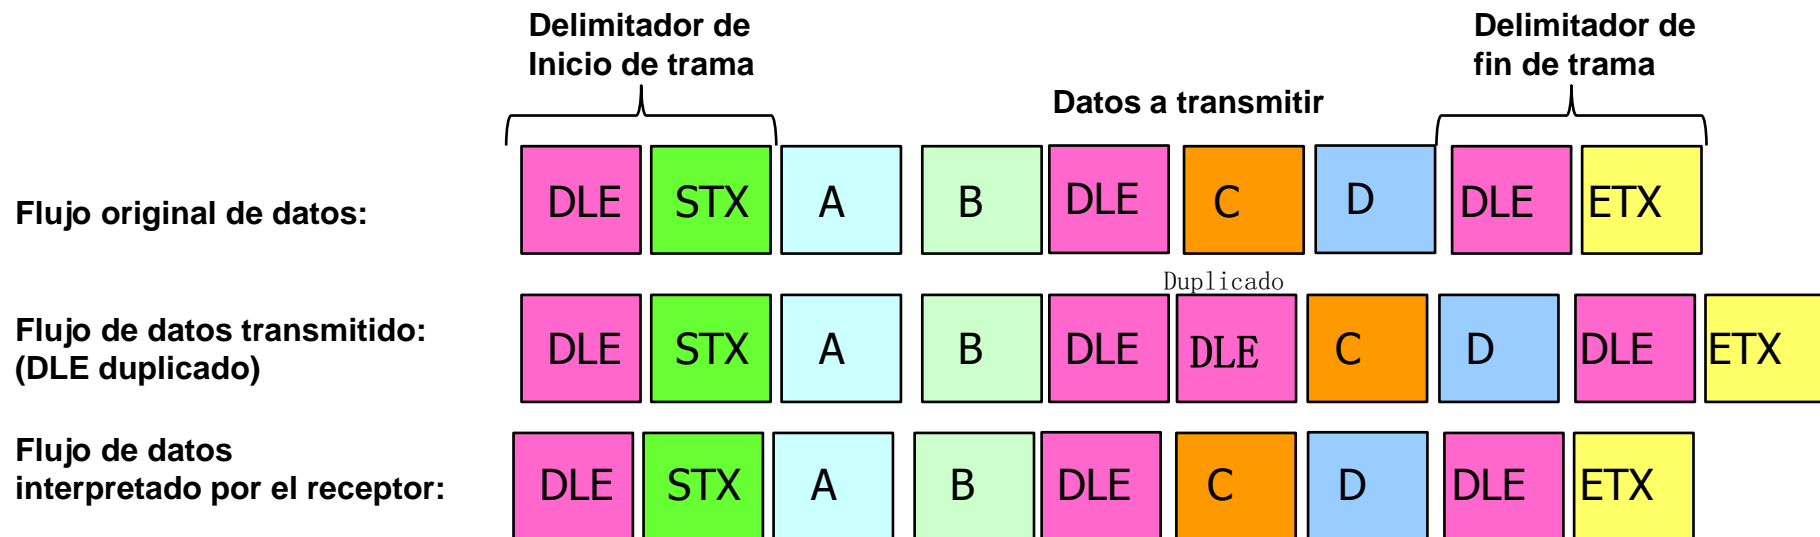 Delimitador de
Inicio de trama
Delimitador de
fin de trama
Datos a transmitir
Flujo original de datos:
DLE STX A B DLE C D DLE ETX
Duplicado
Flujo de datos transmitido:
(DLE duplicado)
DLE STX A B DLE DLE C D DLE ETX
Flujo de datos
interpretado por el receptor:
DLE STX A B DLE C D DLE ETX